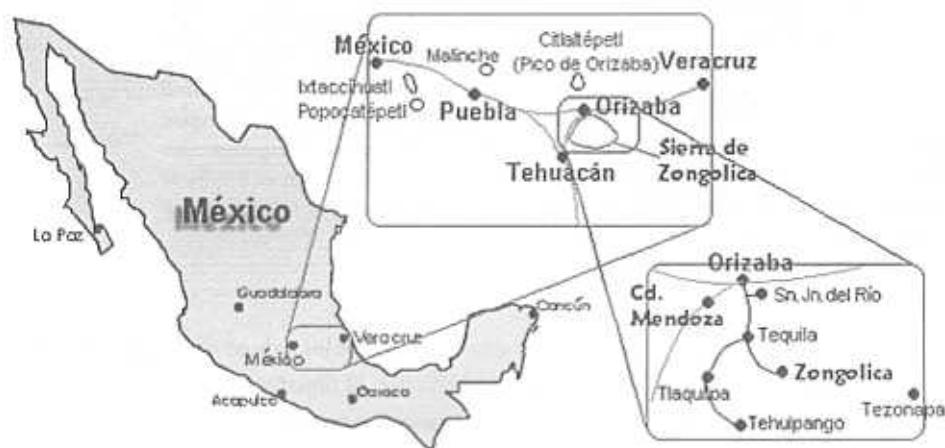 México
La Paz
Guadalajara
México
Veracruz
Cancún
Acapulco
Oaxaca
México
Malinche
Citlaltépetl
(Pico de Orizaba)
Veracruz
Ixtaccihuatl
Popocatépetl
Puebla
Orizaba
Tehuacán
Sierra de
Zongolica
Orizaba
Cd.
Mendoza
Sn. Jn. del Río
Tequila
Zongolica
Tlaquilpa
Tehuipango
Tezonapa